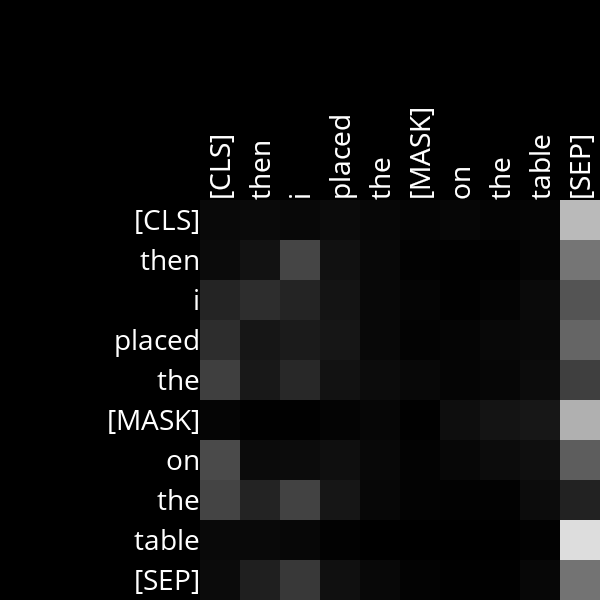 [CLS] then i placed the [MASK] on the table [SEP]
[CLS]
then
i
placed
the
[MASK]
on
the
table
[SEP]